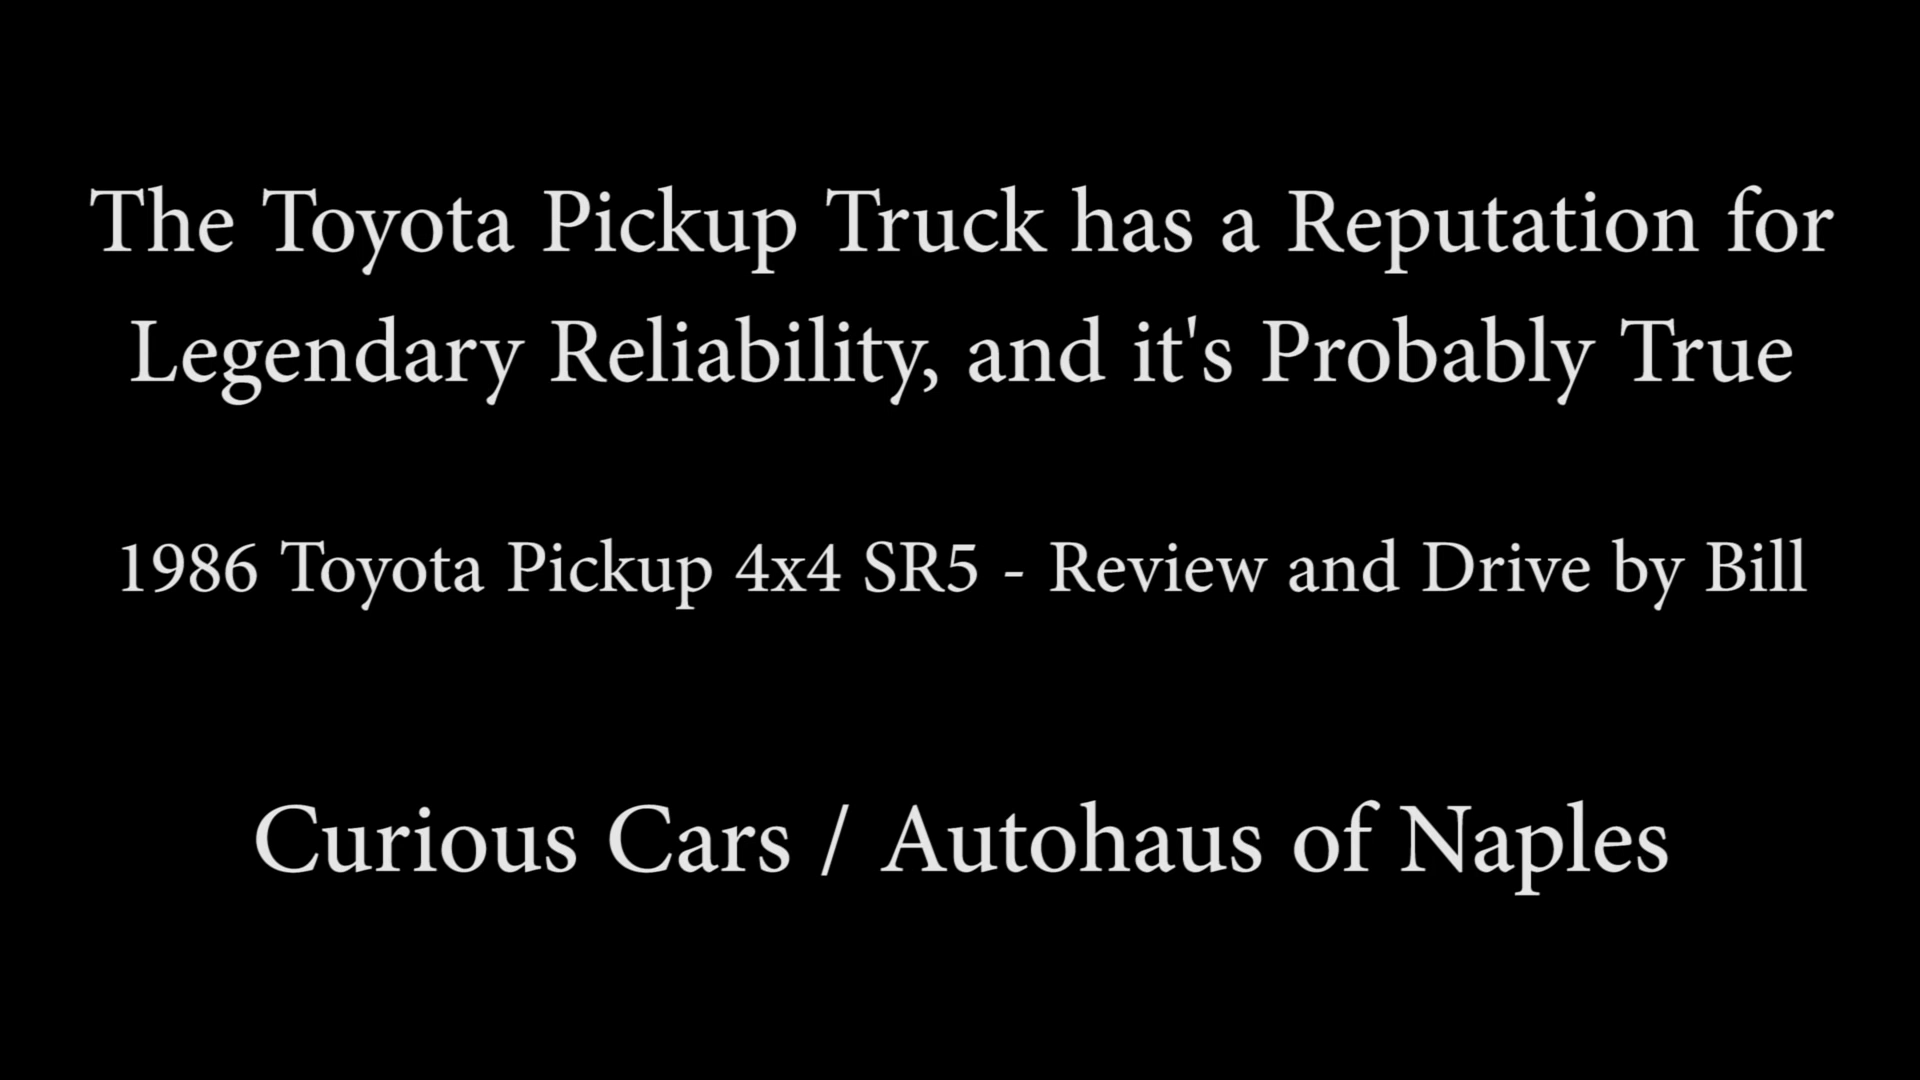 The Toyota Pickup Truck has a Reputation for
Legendary Reliability, and it's Probably True
1986 Toyota Pickup 4x4 SR5 - Review and Drive by Bill
Curious Cars / Autohaus of Naples